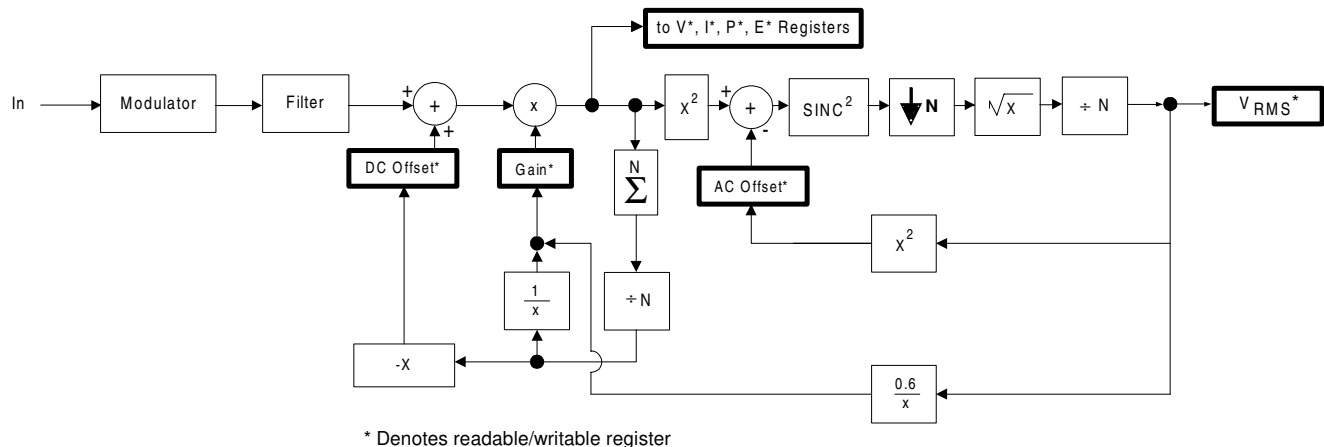 to V*, I*, P*, E* Registers
In
Modulator
Filter
+
+
+
x
X²
+
+
-
SINC²
N
√x
÷ N
V RMS*
DC Offset*
Gain*
N
Σ
AC Offset*
X²
1
x
÷ N
-X
0.6
x
* Denotes readable/writable register